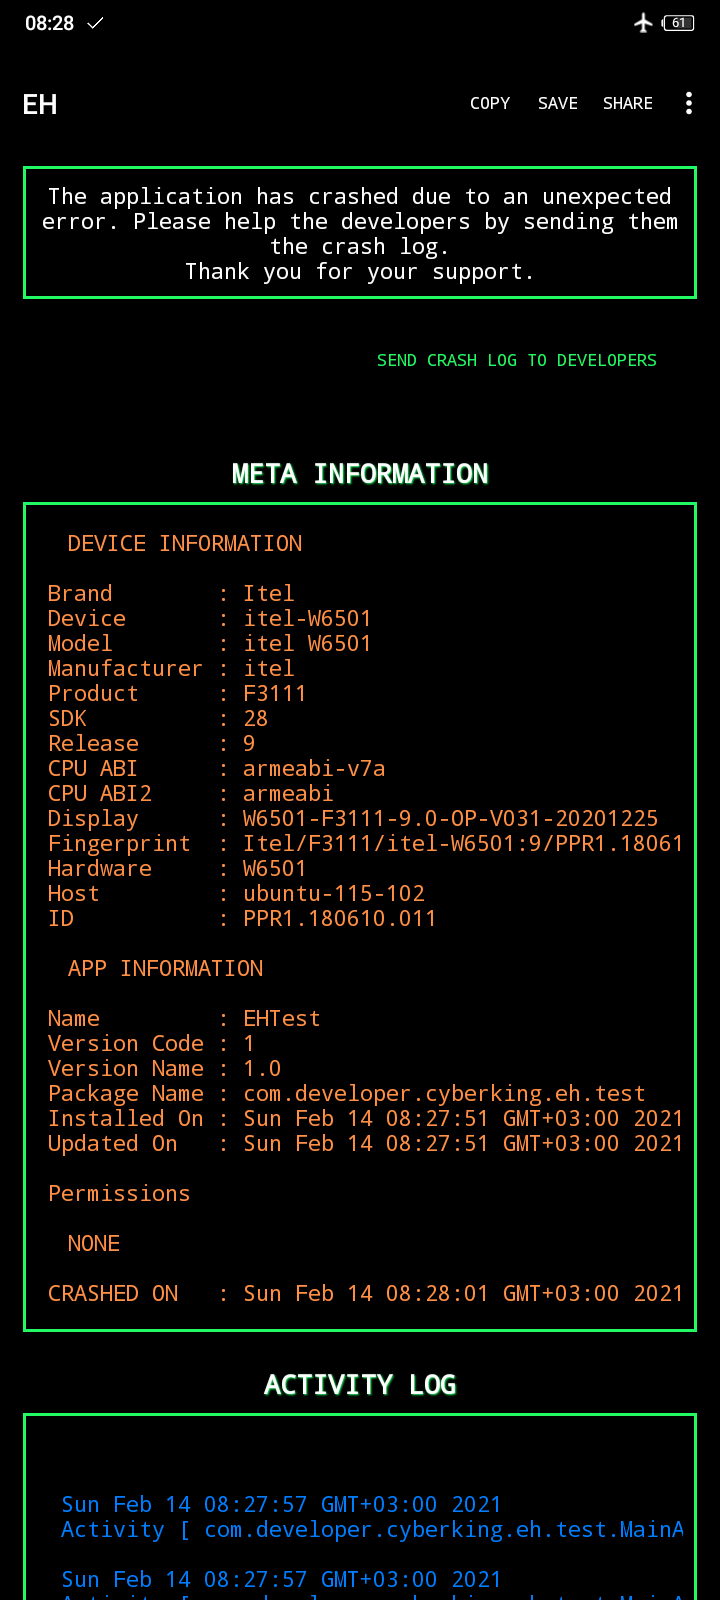 08:28
61
EH
COPY SAVE SHARE
The application has crashed due to an unexpected
error. Please help the developers by sending them
the crash log.
Thank you for your support.
SEND CRASH LOG TO DEVELOPERS
META INFORMATION
DEVICE INFORMATION
Brand : Itel
Device : itel-W6501
Model : itel W6501
Manufacturer : itel
Product : F3111
SDK : 28
Release : 9
CPU ABI : armeabi-v7a
CPU ABI2 : armeabi
Display : W6501-F3111-9.0-OP-V031-20201225
Fingerprint : Itel/F3111/itel-W6501:9/PPR1.18061
Hardware : W6501
Host : ubuntu-115-102
ID : PPR1.180610.011
APP INFORMATION
Name : EHTest
Version Code : 1
Version Name : 1.0
Package Name : com.developer.cyberking.eh.test
Installed On : Sun Feb 14 08:27:51 GMT+03:00 2021
Updated On : Sun Feb 14 08:27:51 GMT+03:00 2021
Permissions
NONE
CRASHED ON : Sun Feb 14 08:28:01 GMT+03:00 2021
ACTIVITY LOG
Sun Feb 14 08:27:57 GMT+03:00 2021
Activity [ com.developer.cyberking.eh.test.MainA
Sun Feb 14 08:27:57 GMT+03:00 2021